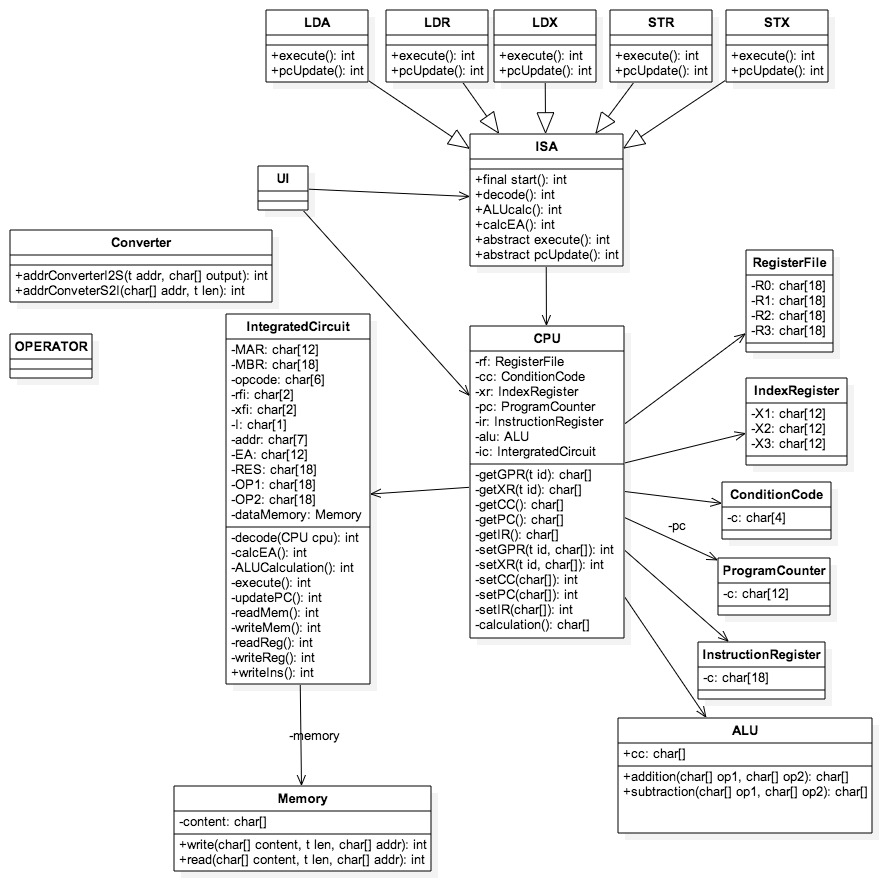 LDA
+execute(): int
+pcUpdate(): int
LDR
+execute(): int
+pcUpdate(): int
LDX
+execute(): int
+pcUpdate(): int
STR
+execute(): int
+pcUpdate(): int
STX
+execute(): int
+pcUpdate(): int
ISA
+final start(): int
+decode(): int
+ALUcalc(): int
+calcEA(): int
+abstract execute(): int
+abstract pcUpdate(): int
UI
Converter
+addrConverterI2S(t addr, char[] output): int
+addrConveterS2I(char[] addr, t len): int
OPERATOR
IntegratedCircuit
-MAR: char[12]
-MBR: char[18]
-opcode: char[6]
-rfi: char[2]
-xfi: char[2]
-I: char[1]
-addr: char[7]
-EA: char[12]
-RES: char[18]
-OP1: char[18]
-OP2: char[18]
-dataMemory: Memory
-decode(CPU cpu): int
-calcEA(): int
-ALUCalculation(): int
-execute(): int
-updatePC(): int
-readMem(): int
-writeMem(): int
-readReg(): int
-writeReg(): int
+writeIns(): int
CPU
-rf: RegisterFile
-cc: ConditionCode
-xr: IndexRegister
-pc: ProgramCounter
-ir: InstructionRegister
-alu: ALU
-ic: IntergratedCircuit
-getGPR(t id): char[]
-getXR(t id): char[]
-getCC(): char[]
-getPC(): char[]
-getIR(): char[]
-setGPR(t id, char[]): int
-setXR(t id, char[]): int
-setCC(char[]): int
-setPC(char[]): int
-setIR(char[]): int
-calculation(): char[]
RegisterFile
-R0: char[18]
-R1: char[18]
-R2: char[18]
-R3: char[18]
IndexRegister
-X1: char[12]
-X2: char[12]
-X3: char[12]
ConditionCode
-c: char[4]
-pc
ProgramCounter
-c: char[12]
InstructionRegister
-c: char[18]
ALU
+cc: char[]
+addition(char[] op1, char[] op2): char[]
+subtraction(char[] op1, char[] op2): char[]
-memory
Memory
-content: char[]
+write(char[] content, t len, char[] addr): int
+read(char[] content, t len, char[] addr): int